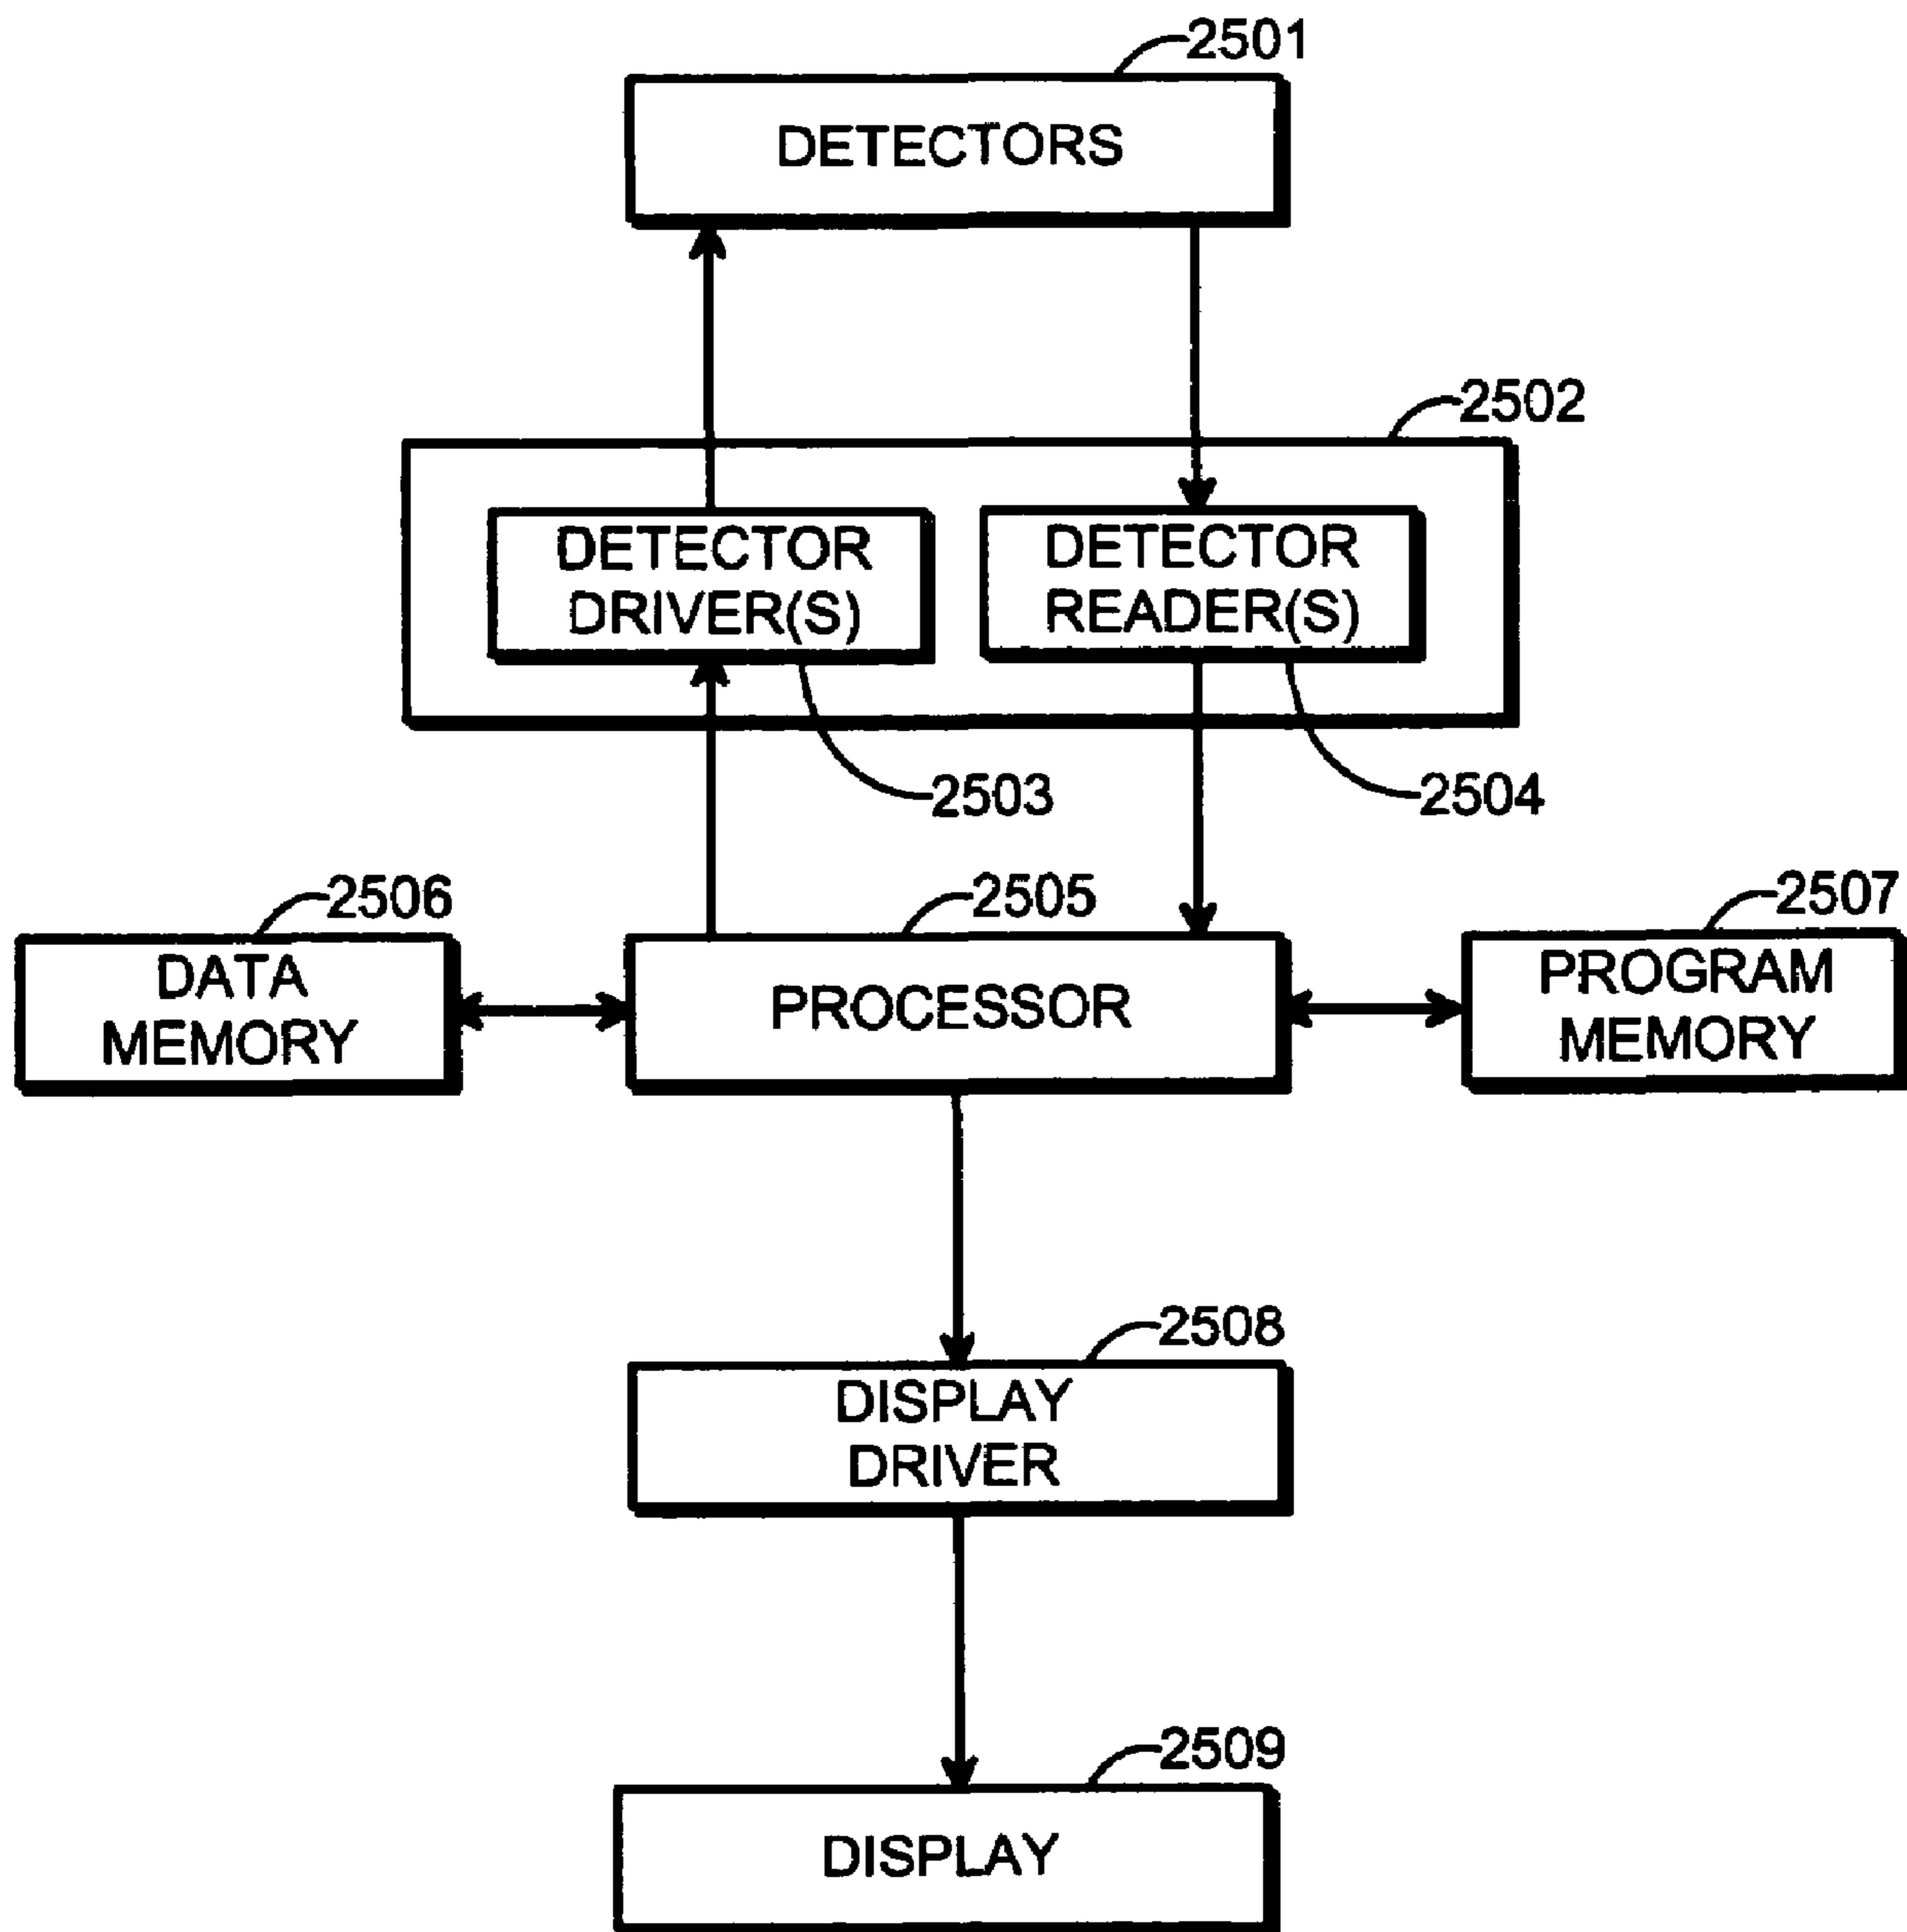 2501
DETECTORS
2502
DETECTOR
DRIVER(S)
DETECTOR
READER(S)
2503
2504
2506
2505
2507
DATA
MEMORY
PROCESSOR
PROGRAM
MEMORY
2508
DISPLAY
DRIVER
2509
DISPLAY